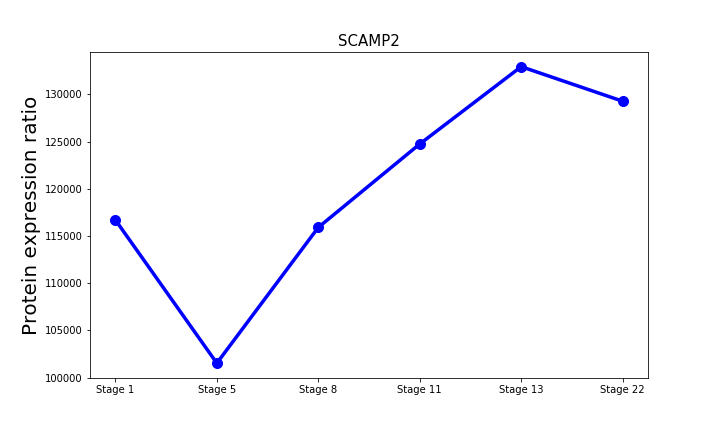 SCAMP2
Protein expression ratio
130000
125000
120000
115000
110000
105000
100000
Stage 1 Stage 5 Stage 8 Stage 11 Stage 13 Stage 22